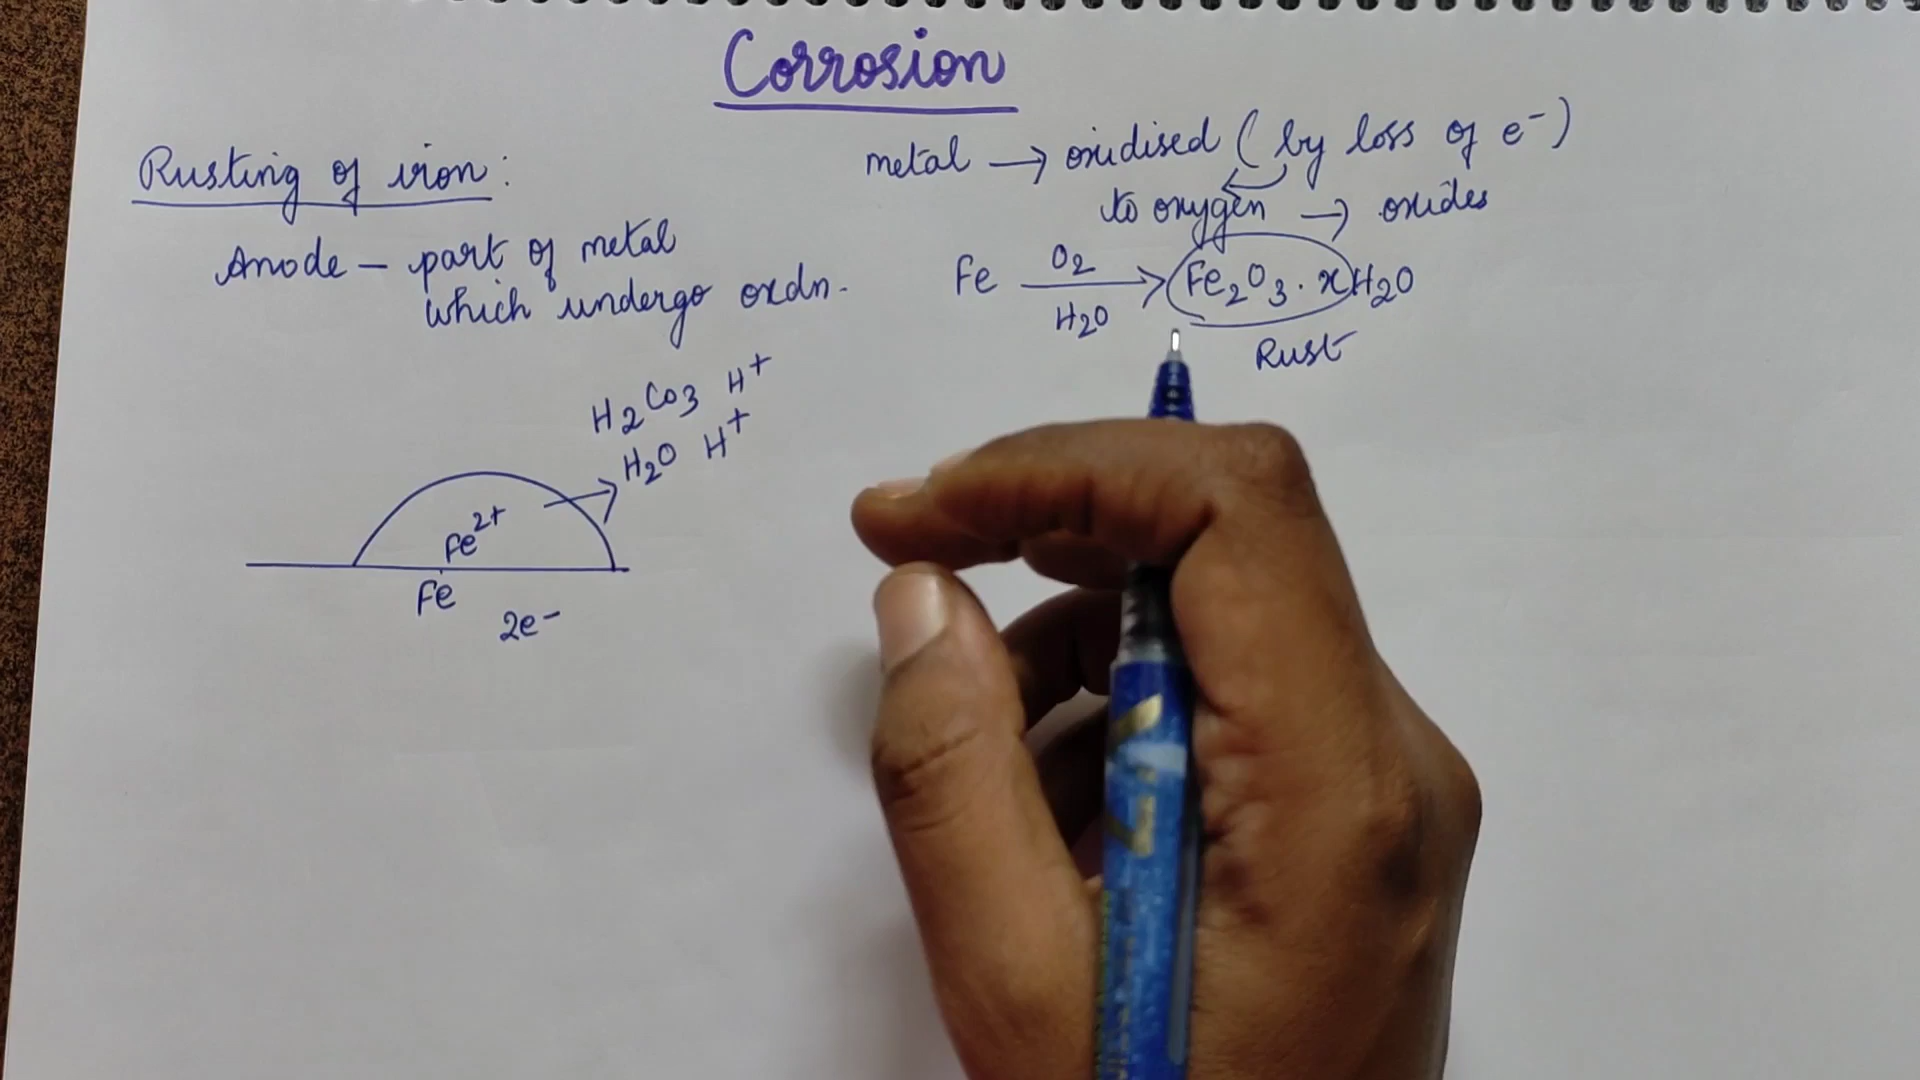 Corrosion
Rusting of iron:
Anode – part of metal
which undergo oxdn.
metal → oxidised ( by loss of e⁻)
to oxygen → oxides
Fe O₂ → H₂O Fe₂O₃ . xH₂O
Rust
H₂CO₃ H⁺
H₂O H⁺
Fe²⁺
Fe
2e⁻